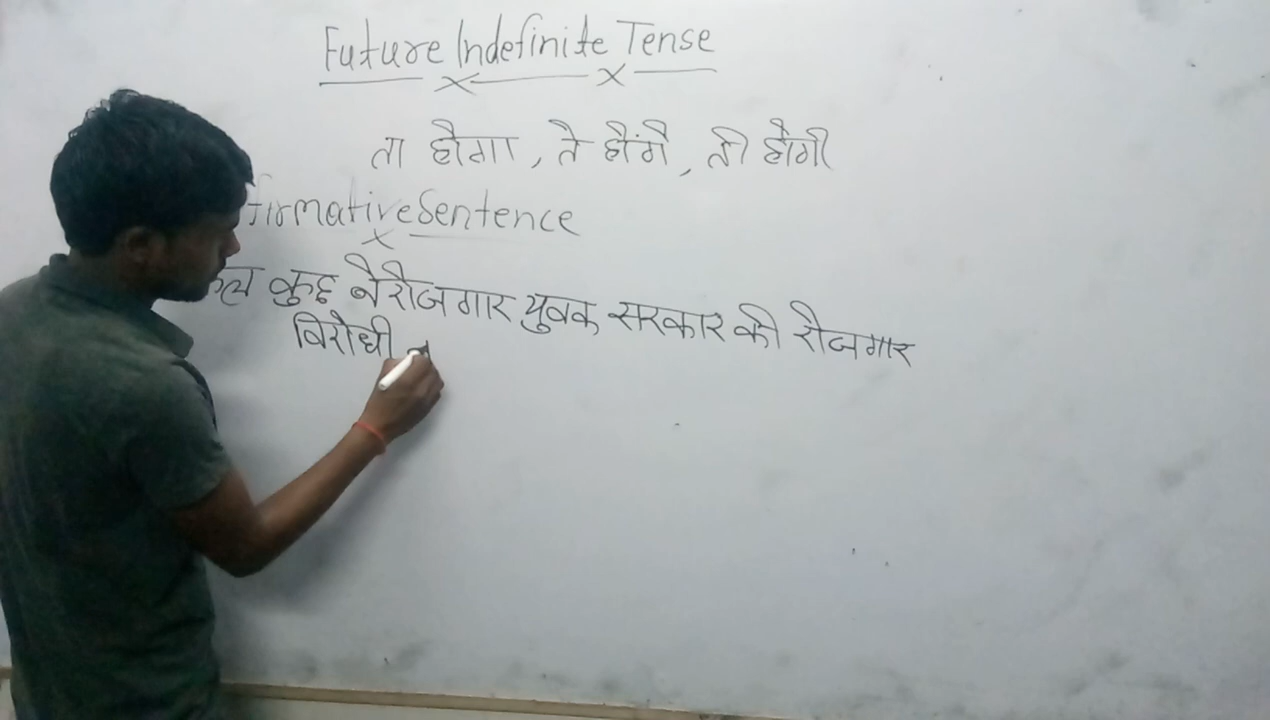 Future Indefinite Tense
ता होगा, ते होंगे, ती होगी
firmative Sentence
कुछ बेरोजगार युवक सरकार की रोजगार
विरोधी